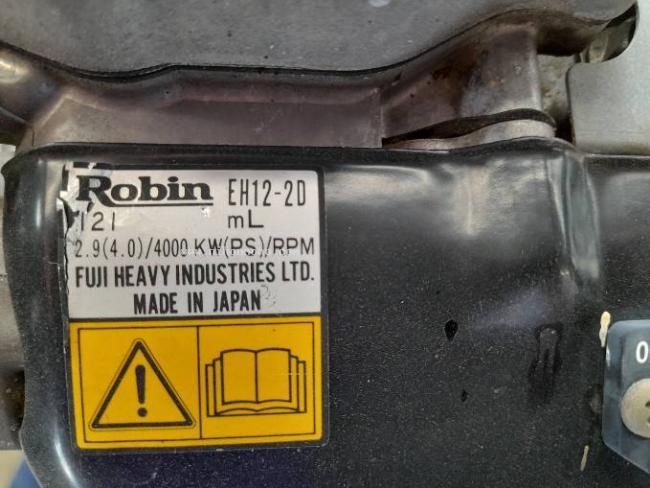 Robin EH12-2D
121 mL
2.9(4.0)/4000 KW(PS)/RPM
FUJI HEAVY INDUSTRIES LTD.
MADE IN JAPAN
0